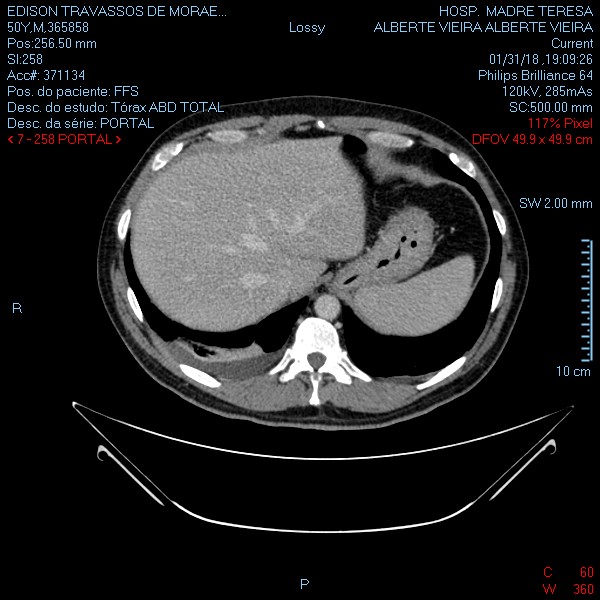 EDISON TRAVASSOS DE MORAE...
50Y,M,365858
Pos:256.50 mm
SI:258
Acc#: 371134
Pos. do paciente: FFS
Desc. do estudo: Tórax ABD TOTAL
Desc. da série: PORTAL
< 7 - 258 PORTAL >
Lossy
HOSP. MADRE TERESA
ALBERTE VIEIRA ALBERTE VIEIRA
Current
01/31/18 ,19:09:26
Philips Brilliance 64
120kV, 285mAs
SC:500.00 mm
117% Pixel
DFOV 49.9 x 49.9 cm
SW 2.00 mm
R
10 cm
P
C 60
W 360